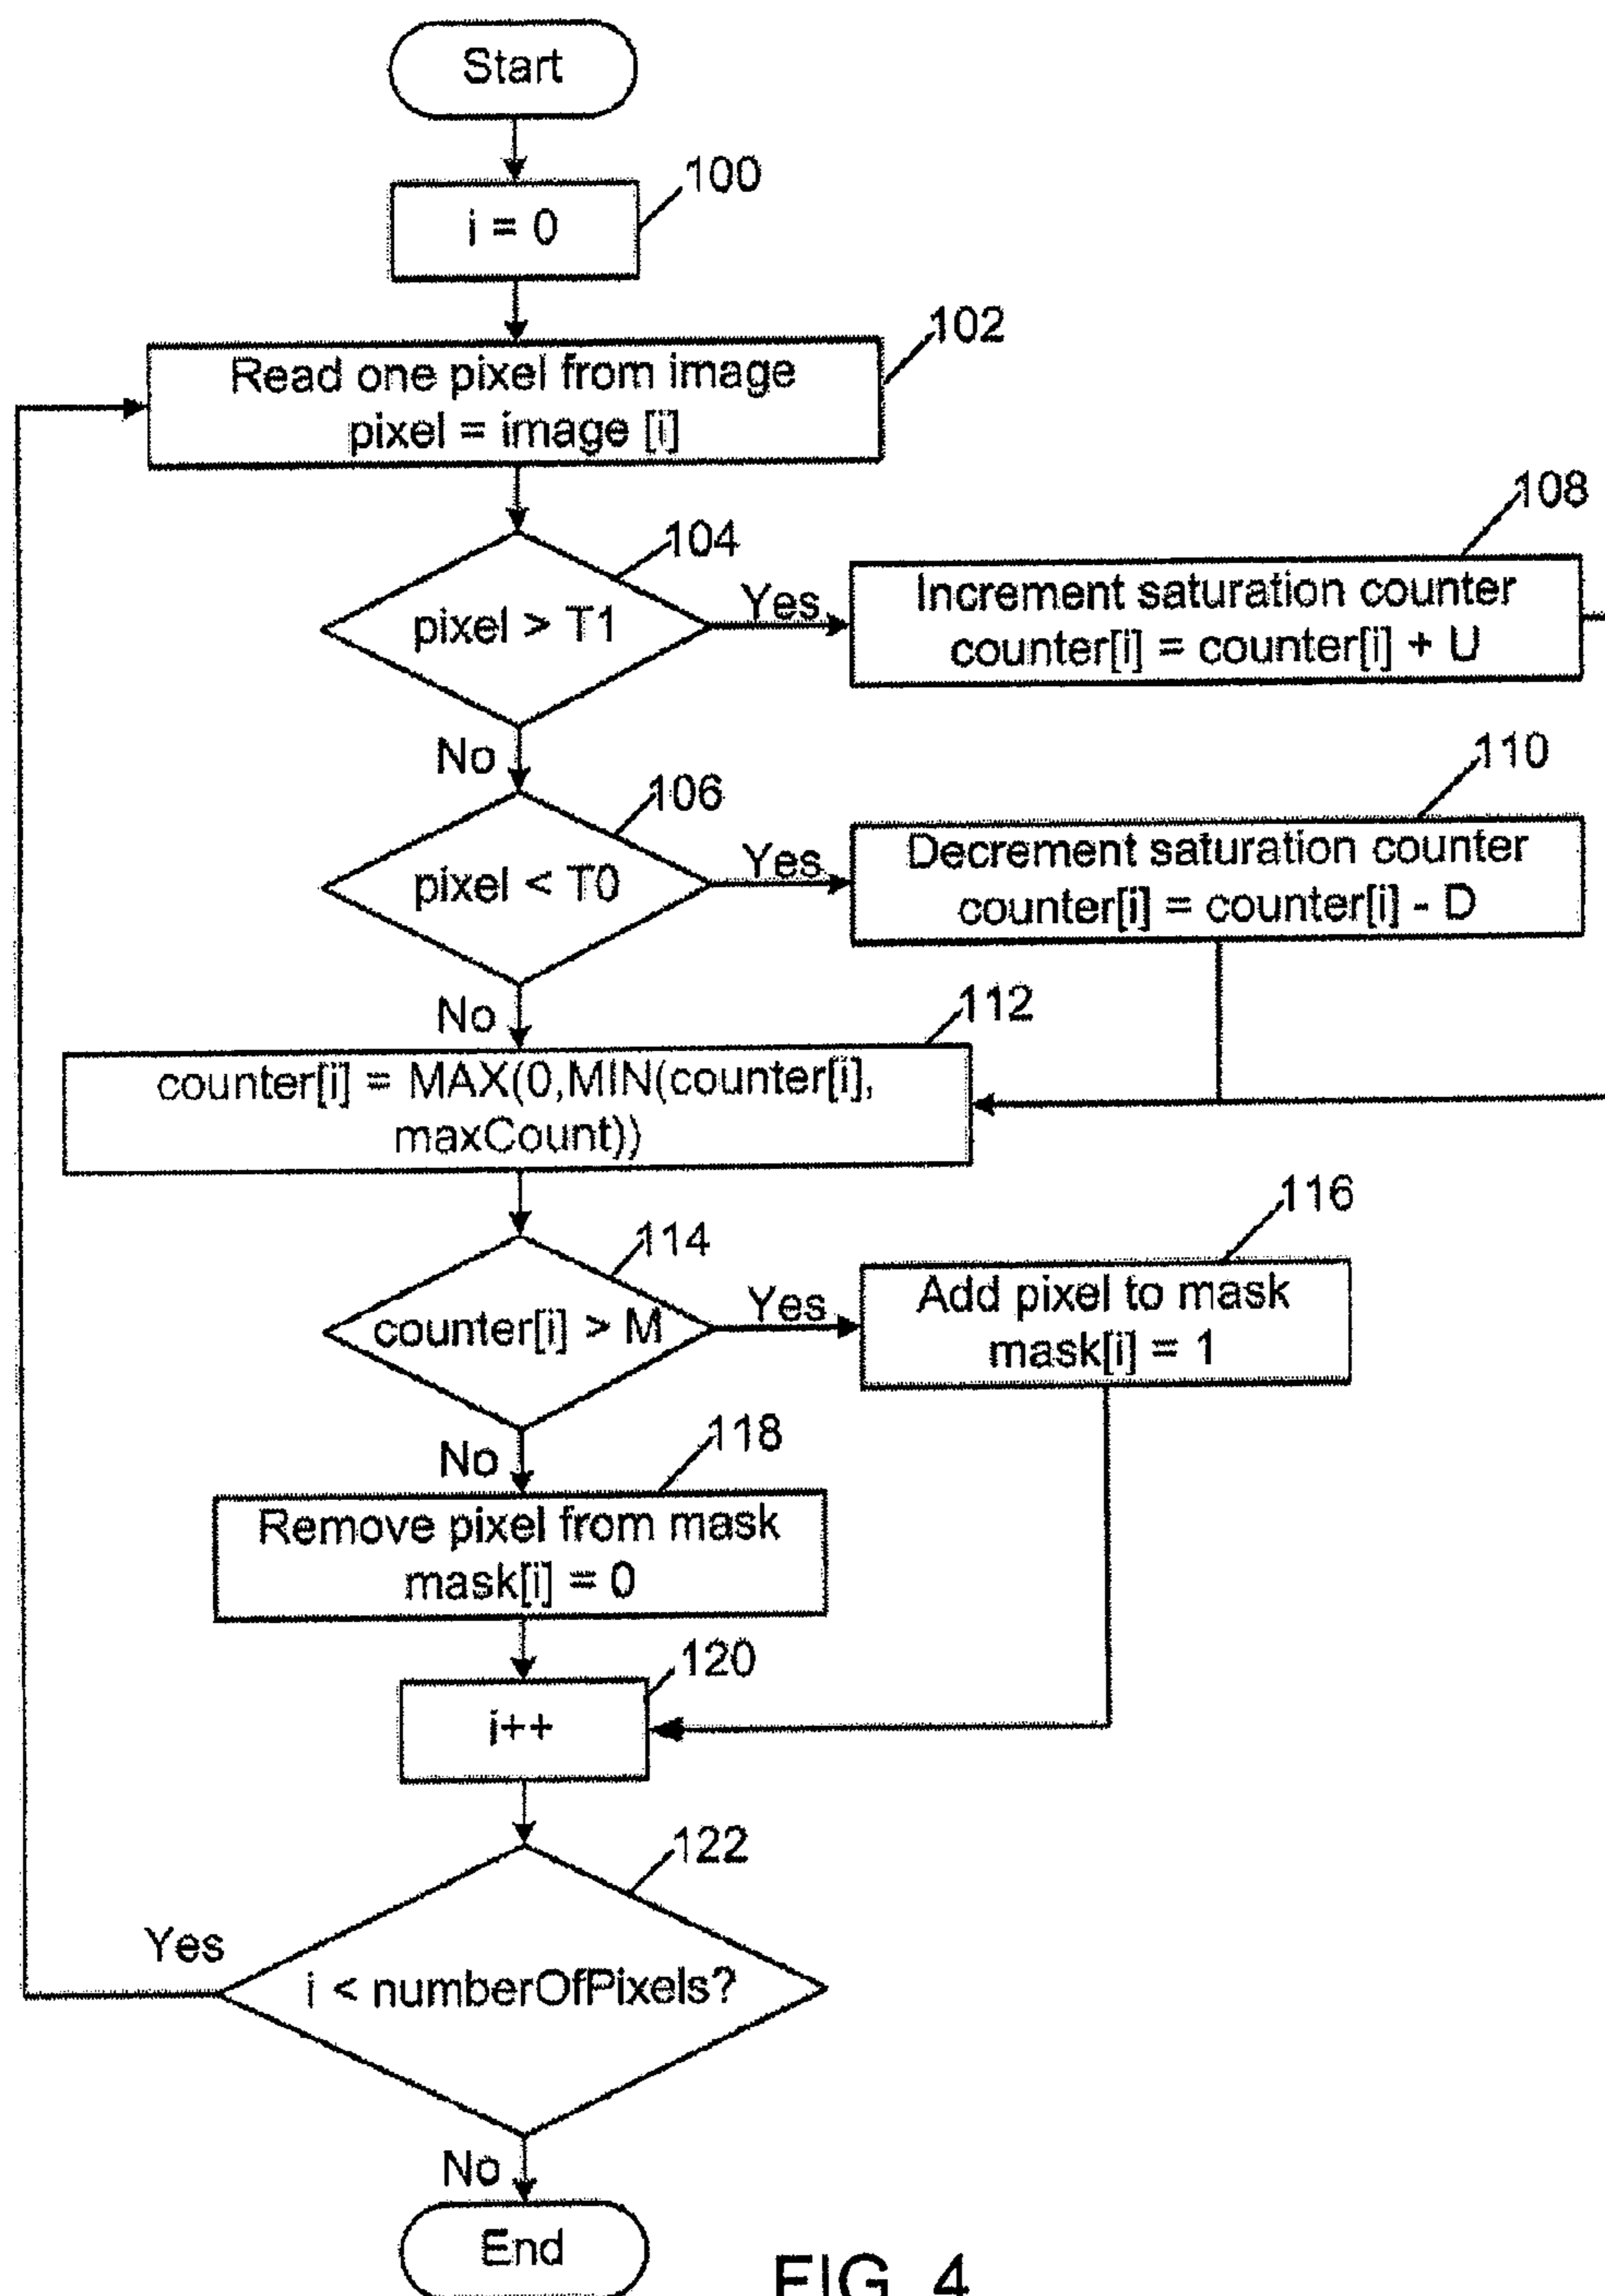 Start
100
i = 0
102
Read one pixel from image
pixel = image [i]
104
pixel > T1
Yes
108
Increment saturation counter
counter[i] = counter[i] + U
No
106
pixel < T0
Yes
110
Decrement saturation counter
counter[i] = counter[i] - D
No
112
counter[i] = MAX(0,MIN(counter[i],
maxCount))
114
counter[i] > M
Yes
116
Add pixel to mask
mask[i] = 1
No
118
Remove pixel from mask
mask[i] = 0
120
i++
122
i < numberOfPixels?
Yes
No
End
FIG. 4